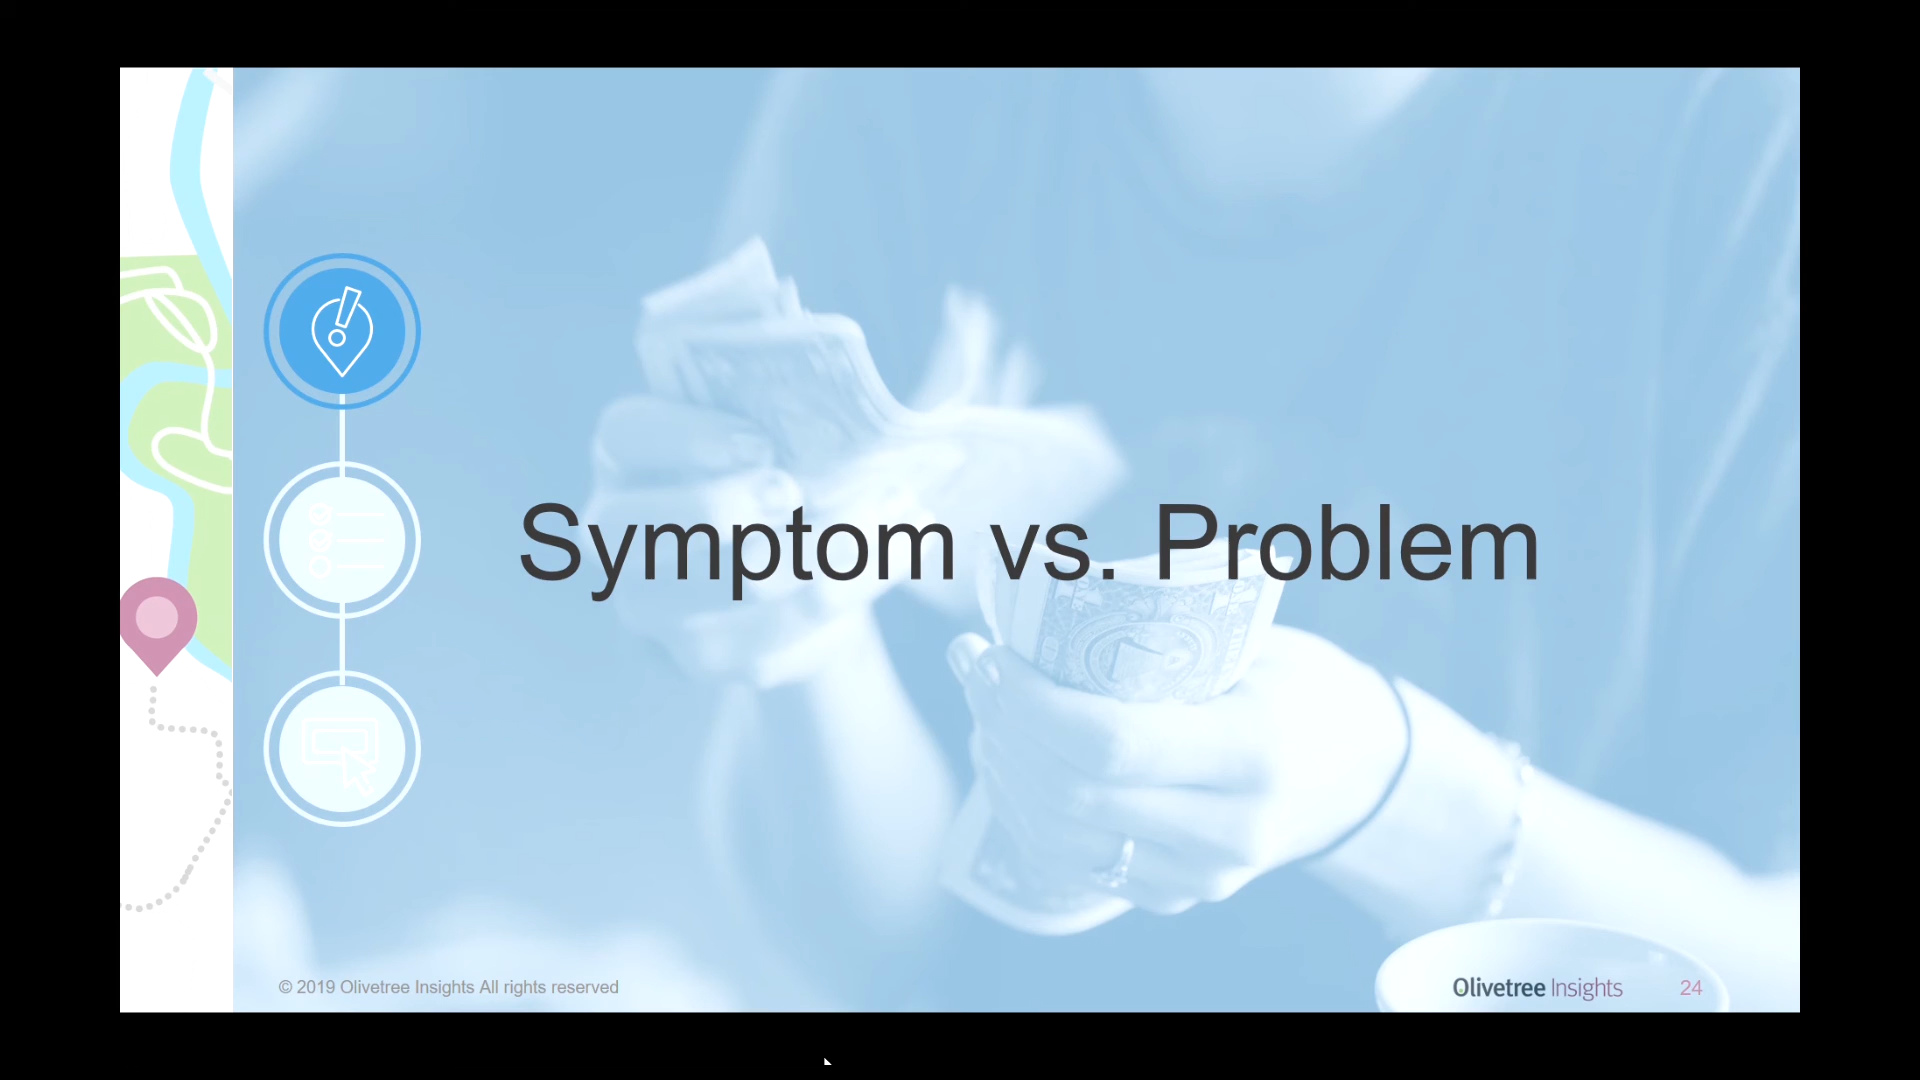 Symptom vs. Problem
© 2019 Olivetree Insights All rights reserved
Olivetree Insights
24